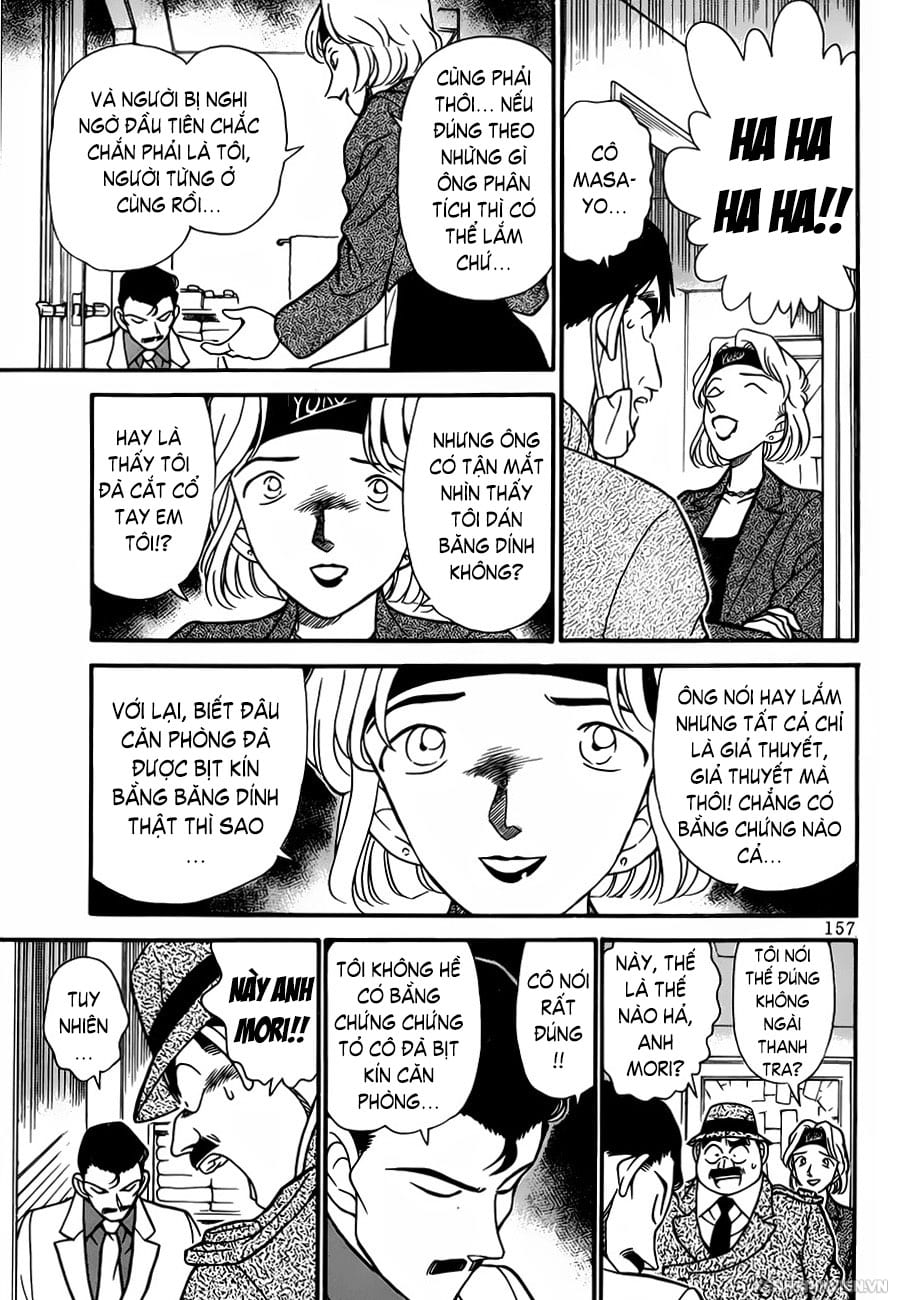 HA HA
HA HA!!
CÔ
MASA-
YO...
CŨNG PHẢI
THÔI... NẾU
ĐÚNG THEO
NHỮNG GÌ
ÔNG PHÂN
TÍCH THÌ CÓ
THỂ LẮM
CHỨ...
VÀ NGƯỜI BỊ NGHI
NGỜ ĐẦU TIÊN CHẮC
CHẮN PHẢI LÀ TÔI,
NGƯỜI TỪNG Ở
CÙNG RỒI...
NHƯNG ÔNG
CÓ TẬN MẮT
NHÌN THẤY
TÔI DÁN
BĂNG DÍNH
KHÔNG?
YOKO
HAY LÀ
THẤY TÔI
ĐÃ CẮT CỔ
TAY EM
TÔI!?
ÔNG NÓI HAY LẮM
NHƯNG TẤT CẢ CHỈ
LÀ GIẢ THUYẾT,
GIẢ THUYẾT MÀ
THÔI! CHẲNG CÓ
BẰNG CHỨNG NÀO
CẢ...
VỚI LẠI, BIẾT ĐÂU
CĂN PHÒNG ĐÃ
ĐƯỢC BỊT KÍN
BẰNG BĂNG DÍNH
THẬT THÌ SAO
...
157
TÔI NÓI
THẾ ĐÚNG
KHÔNG
NGÀI
THANH
TRA?
NÀY, THẾ
LÀ THẾ
NÀO HẢ,
ANH
MORI?
CÔ NÓI
RẤT
ĐÚNG
!!
TÔI KHÔNG HỀ
CÓ BẰNG
CHỨNG CHỨNG
TỎ CÔ ĐÃ BỊT
KÍN CĂN
PHÒNG...
NÀY ANH
MORI!!
TUY
NHIÊN
...